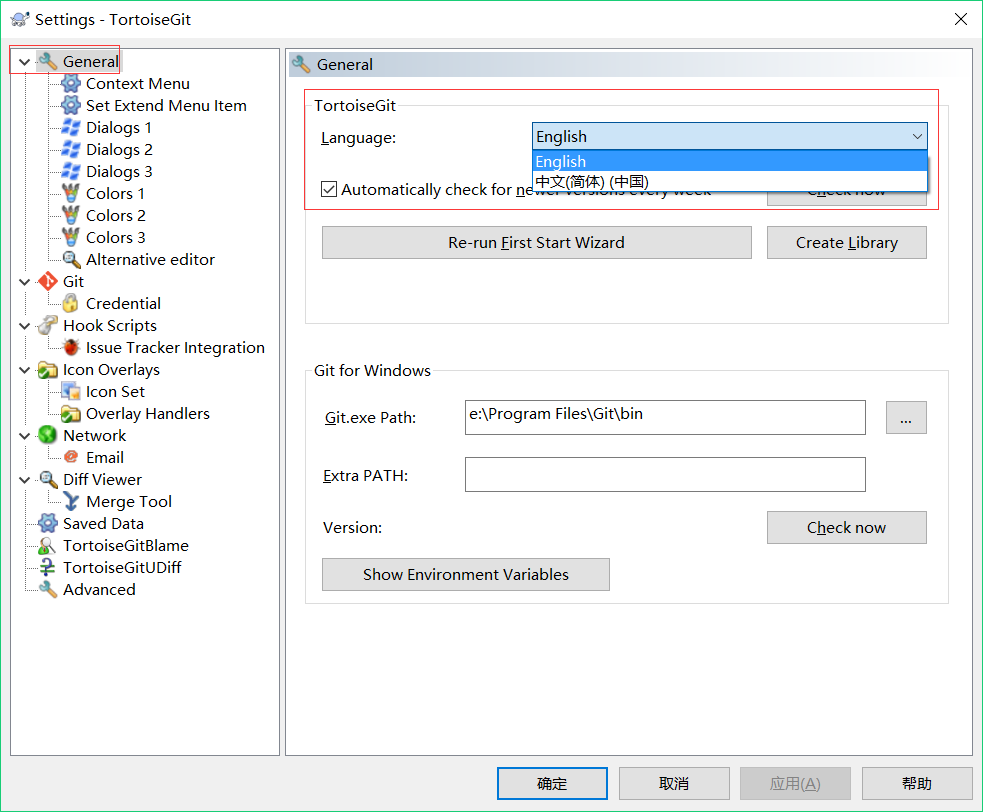 Settings - TortoiseGit
General
Context Menu
Set Extend Menu Item
Dialogs 1
Dialogs 2
Dialogs 3
Colors 1
Colors 2
Colors 3
Alternative editor
Git
Credential
Hook Scripts
Issue Tracker Integration
Icon Overlays
Icon Set
Overlay Handlers
Network
Email
Diff Viewer
Merge Tool
Saved Data
TortoiseGitBlame
TortoiseGitUDiff
Advanced
General
TortoiseGit
Language:
English
English
中文(简体) (中国)
Automatically check for newer versions every week
Check now
Re-run First Start Wizard
Create Library
Git for Windows
Git.exe Path:
e:\Program Files\Git\bin
...
Extra PATH:
Version:
Check now
Show Environment Variables
确定
取消
应用(A)
帮助